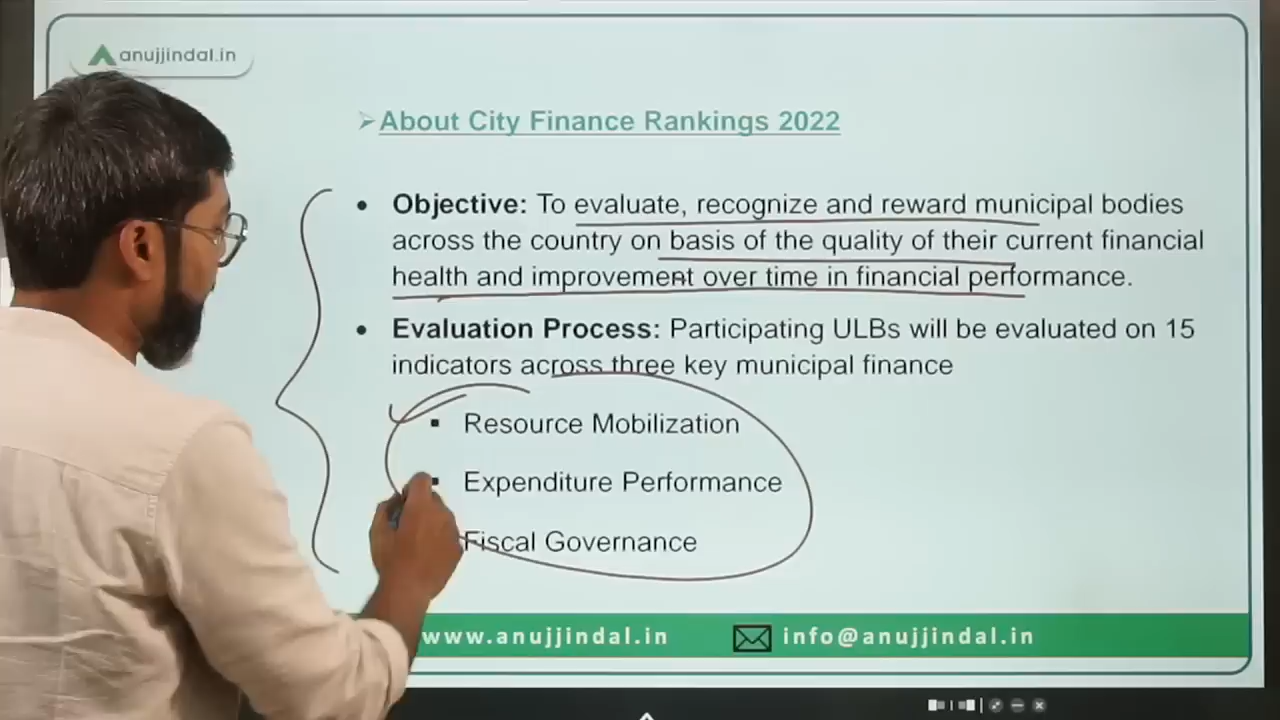 anujjindal.in
About City Finance Rankings 2022
Objective: To evaluate, recognize and reward municipal bodies
across the country on basis of the quality of their current financial
health and improvement over time in financial performance.
Evaluation Process: Participating ULBs will be evaluated on 15
indicators across three key municipal finance
Resource Mobilization
Expenditure Performance
Fiscal Governance
www.anujjindal.in
info@anujjindal.in